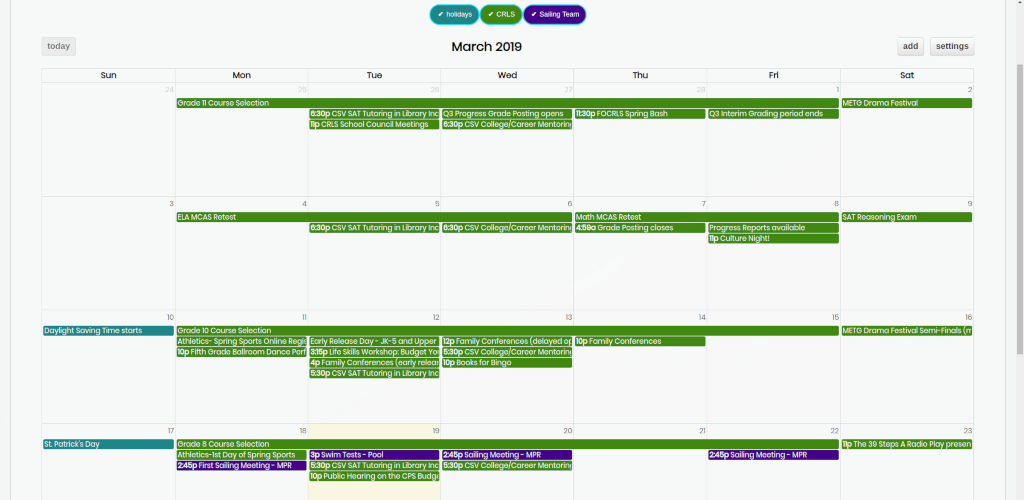 ✔ holidays ✔ CRLS ✔ Sailing Team
today March 2019 add settings
Sun Mon Tue Wed Thu Fri Sat
24 25 26 27 28 1 2
Grade 11 Course Selection METG Drama Festival
6:30p CSV SAT Tutoring in Library Inc Q3 Progress Grade Posting opens 11:30p FOCRLS Spring Bash Q3 Interim Grading period ends
11p CRLS School Council Meetings 6:30p CSV College/Career Mentoring
3 4 5 6 7 8 9
ELA MCAS Retest Math MCAS Retest SAT Reasoning Exam
6:30p CSV SAT Tutoring in Library Inc 6:30p CSV College/Career Mentoring 4:59a Grade Posting closes Progress Reports available
11p Culture Night!
10 11 12 13 14 15 16
Daylight Saving Time starts Grade 10 Course Selection METG Drama Festival Semi-Finals (m
Athletics- Spring Sports Online Regis Early Release Day - JK-5 and Upper 12p Family Conferences (delayed op 10p Family Conferences
10p Fifth Grade Ballroom Dance Perf 3:15p Life Skills Workshop: Budget Yo 5:30p CSV College/Career Mentoring
4p Family Conferences (early releas 10p Books for Bingo
5:30p CSV SAT Tutoring in Library Inc
17 18 19 20 21 22 23
St. Patrick's Day Grade 8 Course Selection 11p The 39 Steps A Radio Play presen
Athletics-1st Day of Spring Sports 3p Swim Tests - Pool 2:45p Sailing Meeting - MPR 2:45p Sailing Meeting - MPR
2:45p First Sailing Meeting - MPR 5:30p CSV SAT Tutoring in Library Inc 5:30p CSV College/Career Mentoring
10p Public Hearing on the CPS Budge